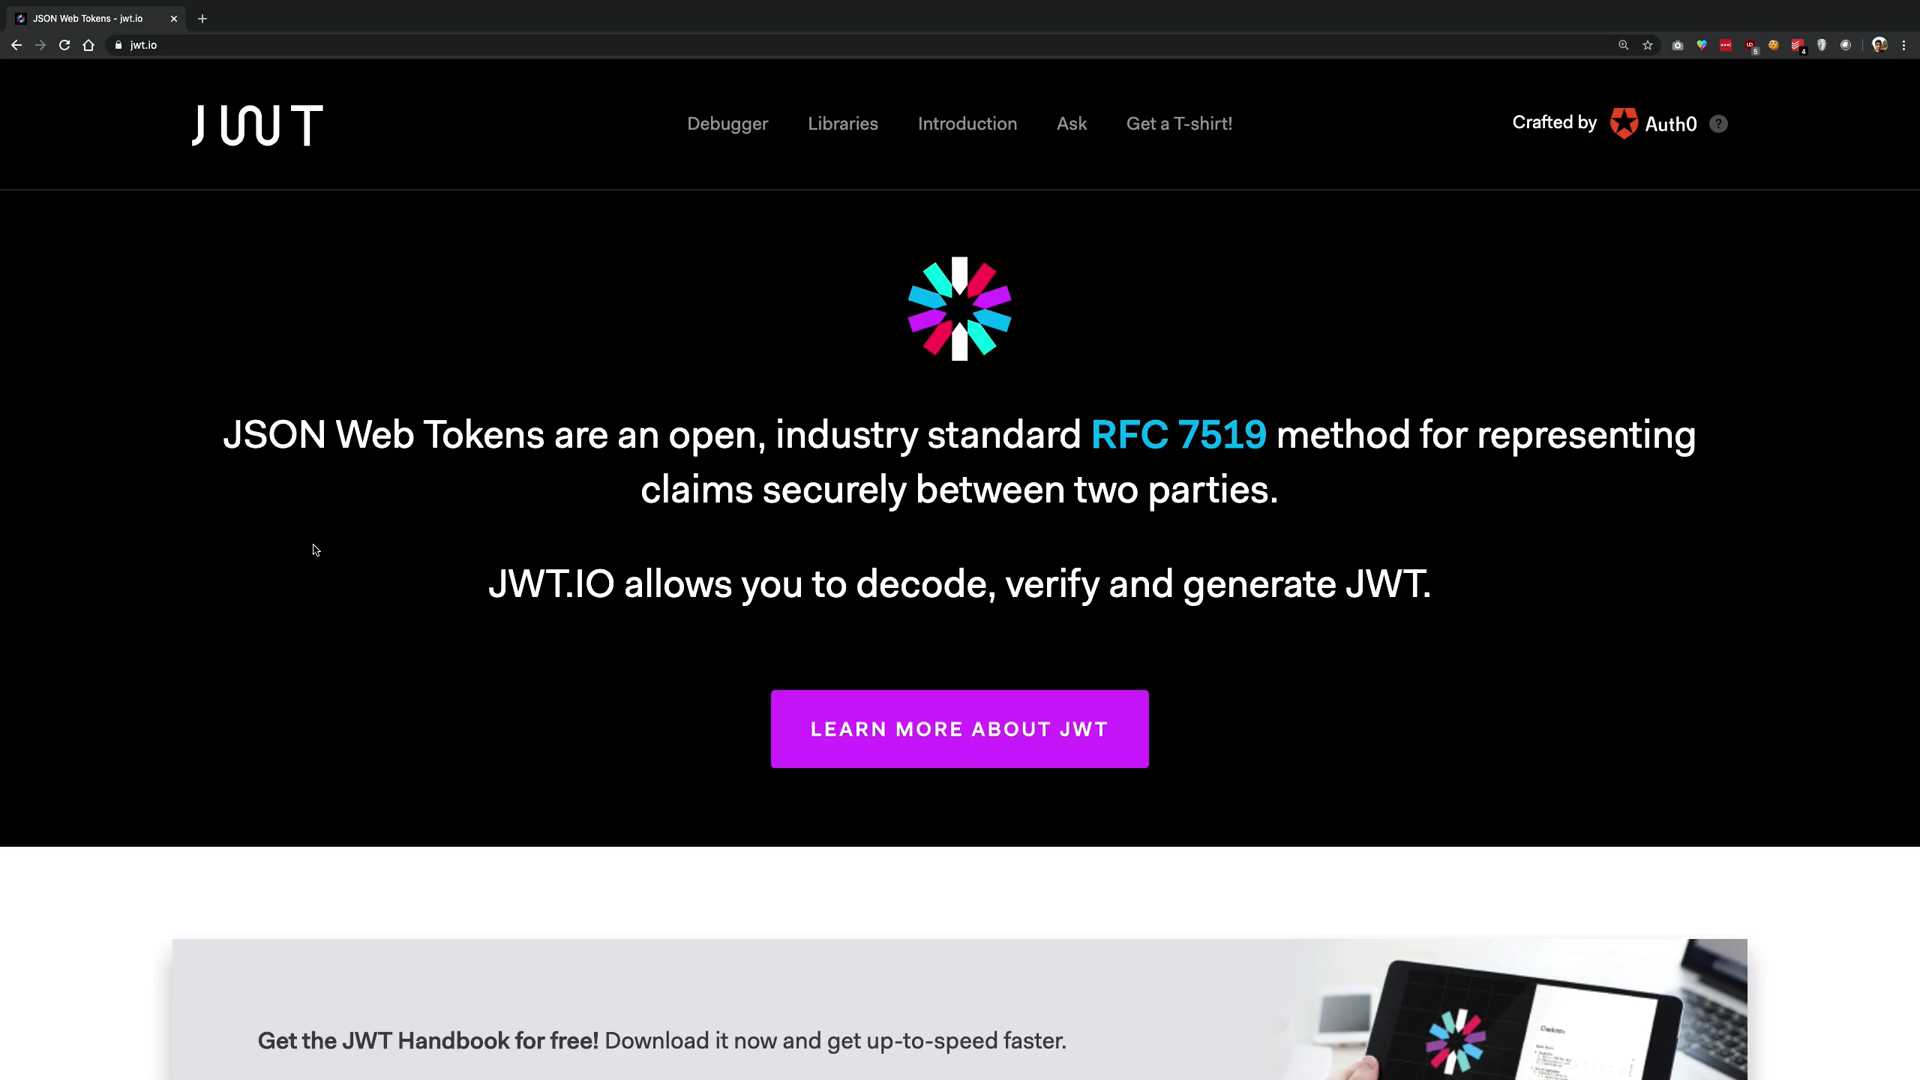 JSON Web Tokens - jwt.io
jwt.io
5
4
JWT
Debugger
Libraries
Introduction
Ask
Get a T-shirt!
Crafted by
Auth0
?
JSON Web Tokens are an open, industry standard RFC 7519 method for representing
claims securely between two parties.
JWT.IO allows you to decode, verify and generate JWT.
LEARN MORE ABOUT JWT
Get the JWT Handbook for free! Download it now and get up-to-speed faster.